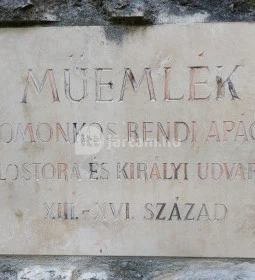 MŰEMLÉK
OMONKOS RENDI APÁC
LOSTORA ÉS KIRÁLYI UDVAR
XIII.-XVI. SZÁZAD